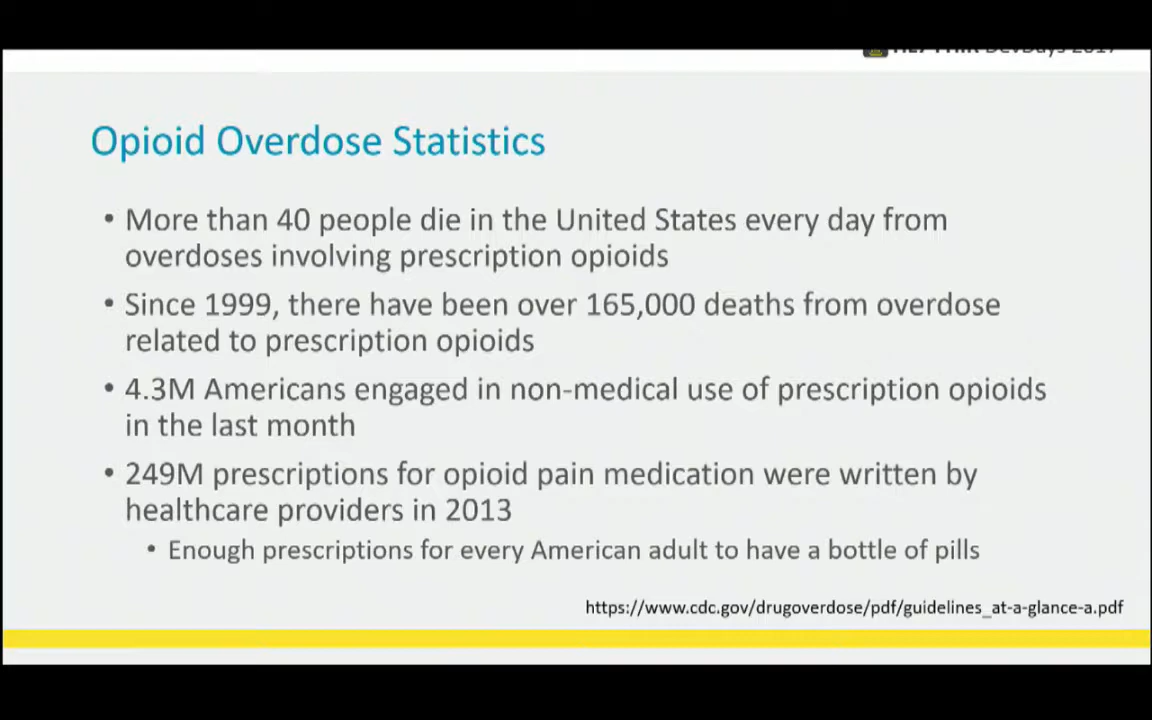 DevDays 2017
Opioid Overdose Statistics
• More than 40 people die in the United States every day from
overdoses involving prescription opioids
• Since 1999, there have been over 165,000 deaths from overdose
related to prescription opioids
• 4.3M Americans engaged in non-medical use of prescription opioids
in the last month
• 249M prescriptions for opioid pain medication were written by
healthcare providers in 2013
• Enough prescriptions for every American adult to have a bottle of pills
https://www.cdc.gov/drugoverdose/pdf/guidelines_at-a-glance-a.pdf